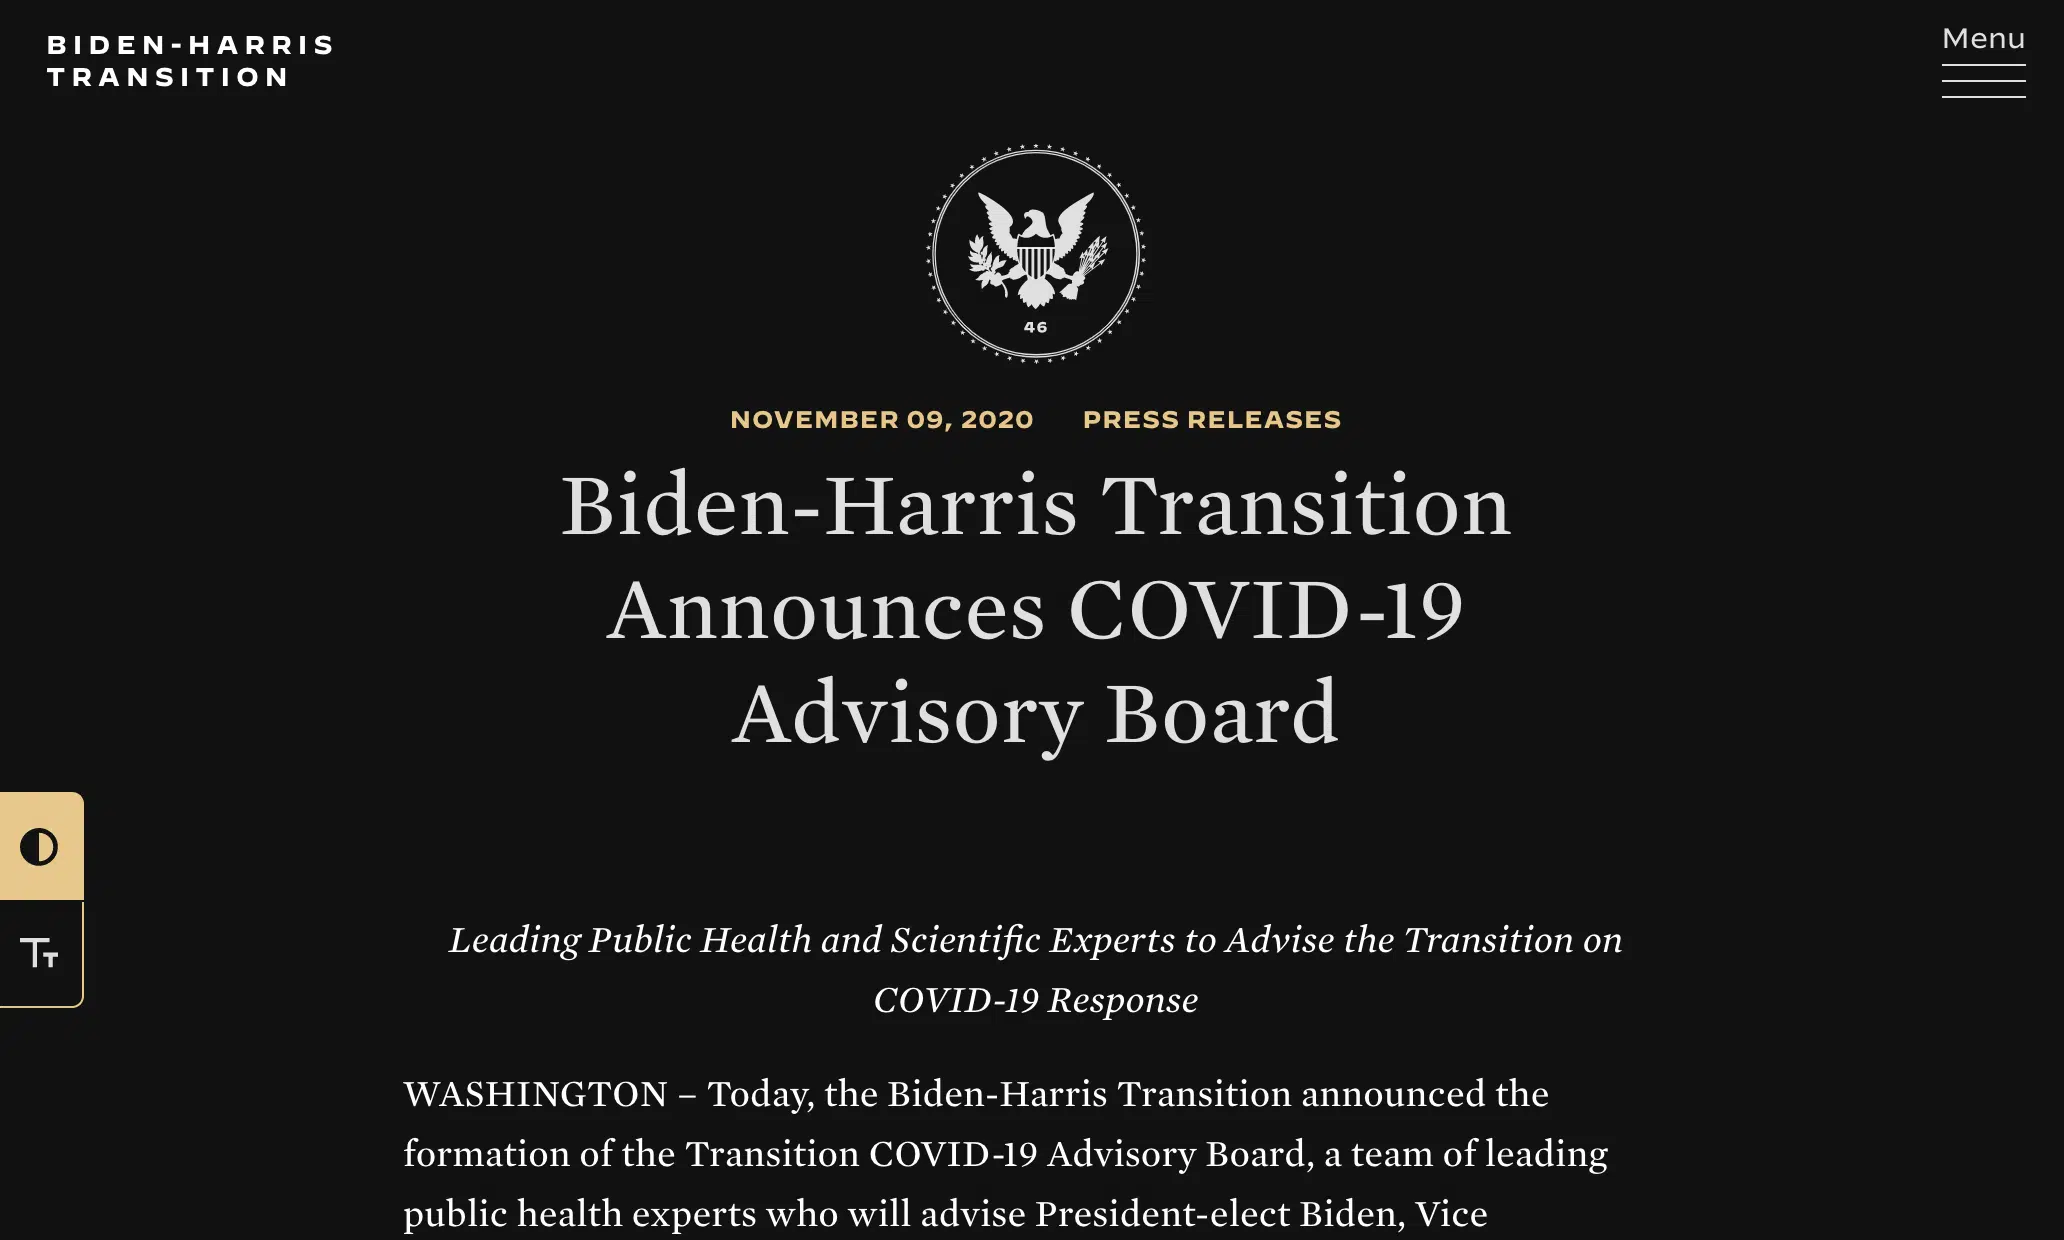 BIDEN-HARRIS
TRANSITION
Menu
46
NOVEMBER 09, 2020 PRESS RELEASES
Biden-Harris Transition
Announces COVID-19
Advisory Board
Tт
Leading Public Health and Scientific Experts to Advise the Transition on
COVID-19 Response
WASHINGTON – Today, the Biden-Harris Transition announced the
formation of the Transition COVID-19 Advisory Board, a team of leading
public health experts who will advise President-elect Biden, Vice